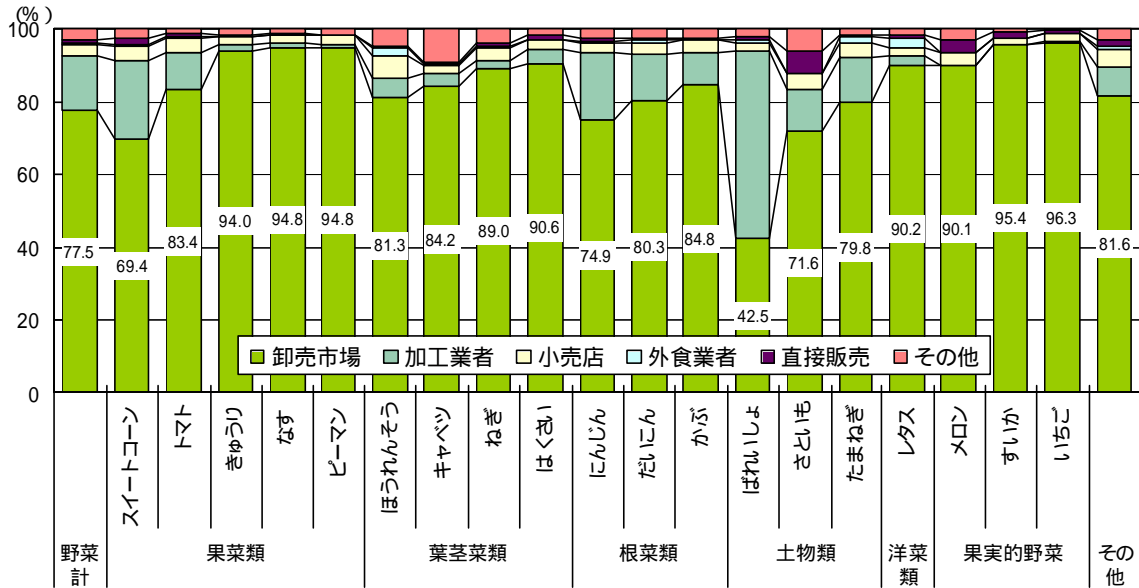 (%)
100
80
60
40
20
0
77.5
69.4
83.4
94.0
94.8
94.8
81.3
84.2
89.0
90.6
74.9
80.3
84.8
42.5
71.6
79.8
90.2
90.1
95.4
96.3
81.6
卸売市場 加工業者 小売店 外食業者 直接販売 その他
スイートコーン
トマト
きゅうり
なす
ピーマン
ほうれんそう
キャベツ
ねぎ
はくさい
にんじん
だいこん
かぶ
ばれいしょ
さといも
たまねぎ
レタス
メロン
すいか
いちご
野菜
計
果菜類
葉茎菜類
根菜類
土物類
洋菜
類
果実的野菜
その
他